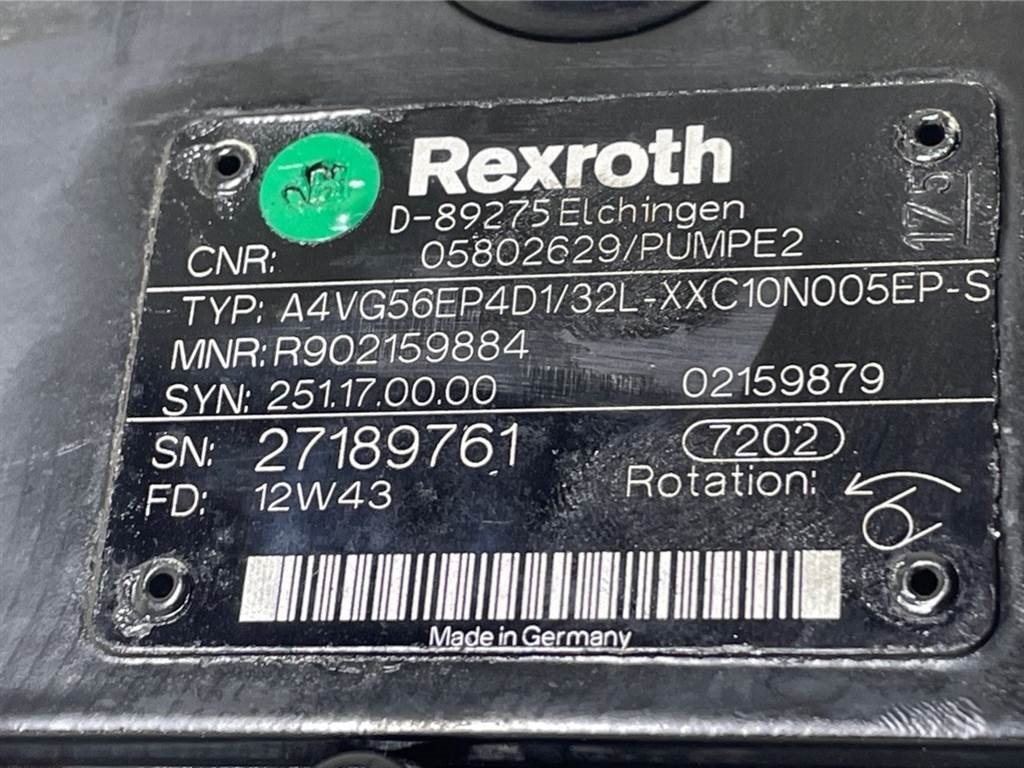 Rexroth
D-89275 Elchingen
175
CNR: 05802629/PUMPE2
TYP: A4VG56EP4D1/32L-XXC10N005EP-S
MNR: R902159884
SYN: 251.17.00.00 02159879
SN: 27189761 7202
FD: 12W43 Rotation:
Made in Germany